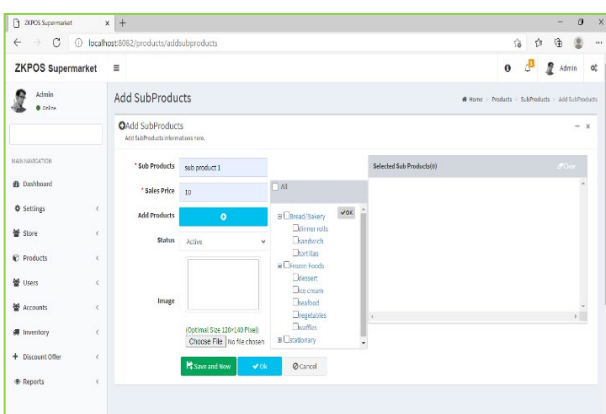 ZKPOS Supermarket
localhost:8082/products/addsubproducts
ZKPOS Supermarket
Admin
Admin
Online
Add SubProducts
Home > Products > SubProducts > Add SubProducts
Add SubProducts
Add SubProducts informations here.
MAIN NAVIGATION
Dashboard
Settings
Store
Products
Users
Accounts
Inventory
Discount Offer
Reports
* Sub Products
sub product 1
* Sales Price
10
Add Products
Status
Active
Image
(Optimal Size 120×140 Pixel)
Choose File No file chosen
Save and New
Ok
Cancel
All
OK
Bread/Bakery
dinner rolls
sandwich
tortillas
Frozen Foods
dessert
ice cream
seafood
vegetables
waffles
stationary
Selected Sub Products(0)
Clear